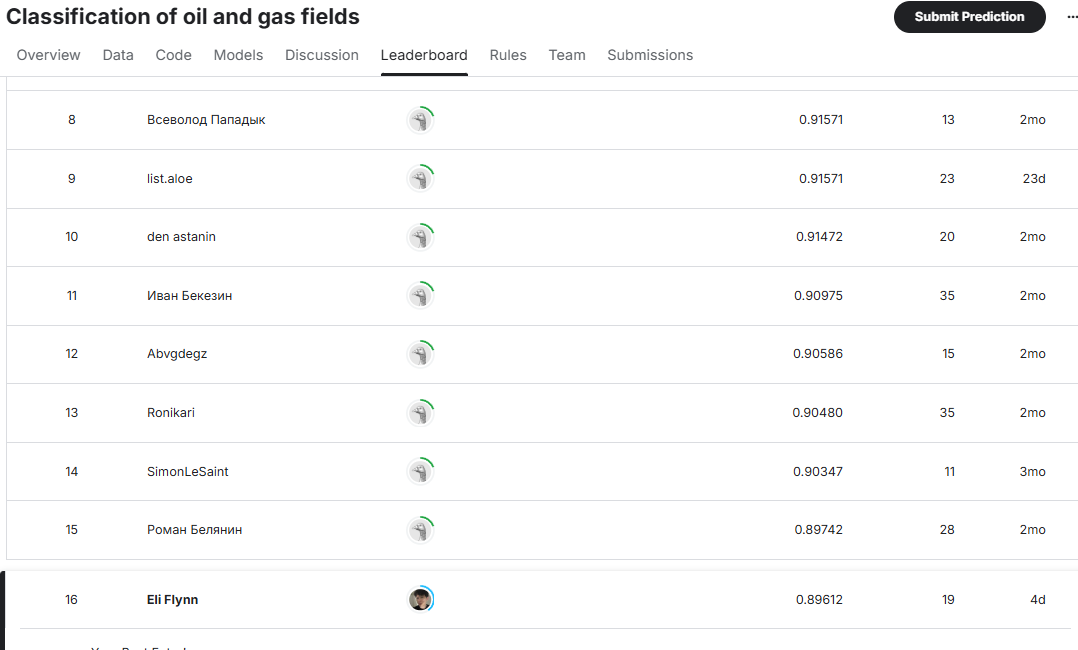 Classification of oil and gas fields
Submit Prediction
Overview Data Code Models Discussion Leaderboard Rules Team Submissions
8 Всеволод Пападык 0.91571 13 2mo
9 list.aloe 0.91571 23 23d
10 den astanin 0.91472 20 2mo
11 Иван Бекезин 0.90975 35 2mo
12 Abvgdegz 0.90586 15 2mo
13 Ronikari 0.90480 35 2mo
14 SimonLeSaint 0.90347 11 3mo
15 Роман Белянин 0.89742 28 2mo
16 Eli Flynn 0.89612 19 4d